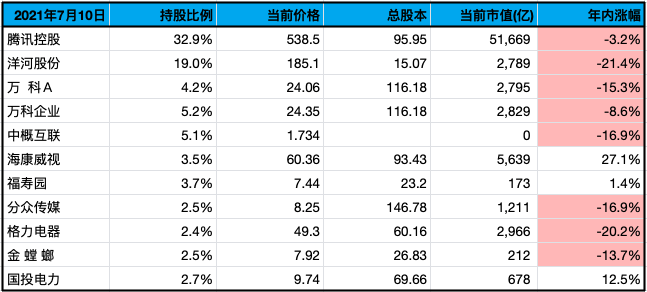 2021年7月10日 持股比例 当前价格 总股本 当前市值(亿) 年内涨幅
腾讯控股 32.9% 538.5 95.95 51,669 -3.2%
洋河股份 19.0% 185.1 15.07 2,789 -21.4%
万 科A 4.2% 24.06 116.18 2,795 -15.3%
万科企业 5.2% 24.35 116.18 2,829 -8.6%
中概互联 5.1% 1.734 0 -16.9%
海康威视 3.5% 60.36 93.43 5,639 27.1%
福寿园 3.7% 7.44 23.2 173 1.4%
分众传媒 2.5% 8.25 146.78 1,211 -16.9%
格力电器 2.4% 49.3 60.16 2,966 -20.2%
金 螳 螂 2.5% 7.92 26.83 212 -13.7%
国投电力 2.7% 9.74 69.66 678 12.5%